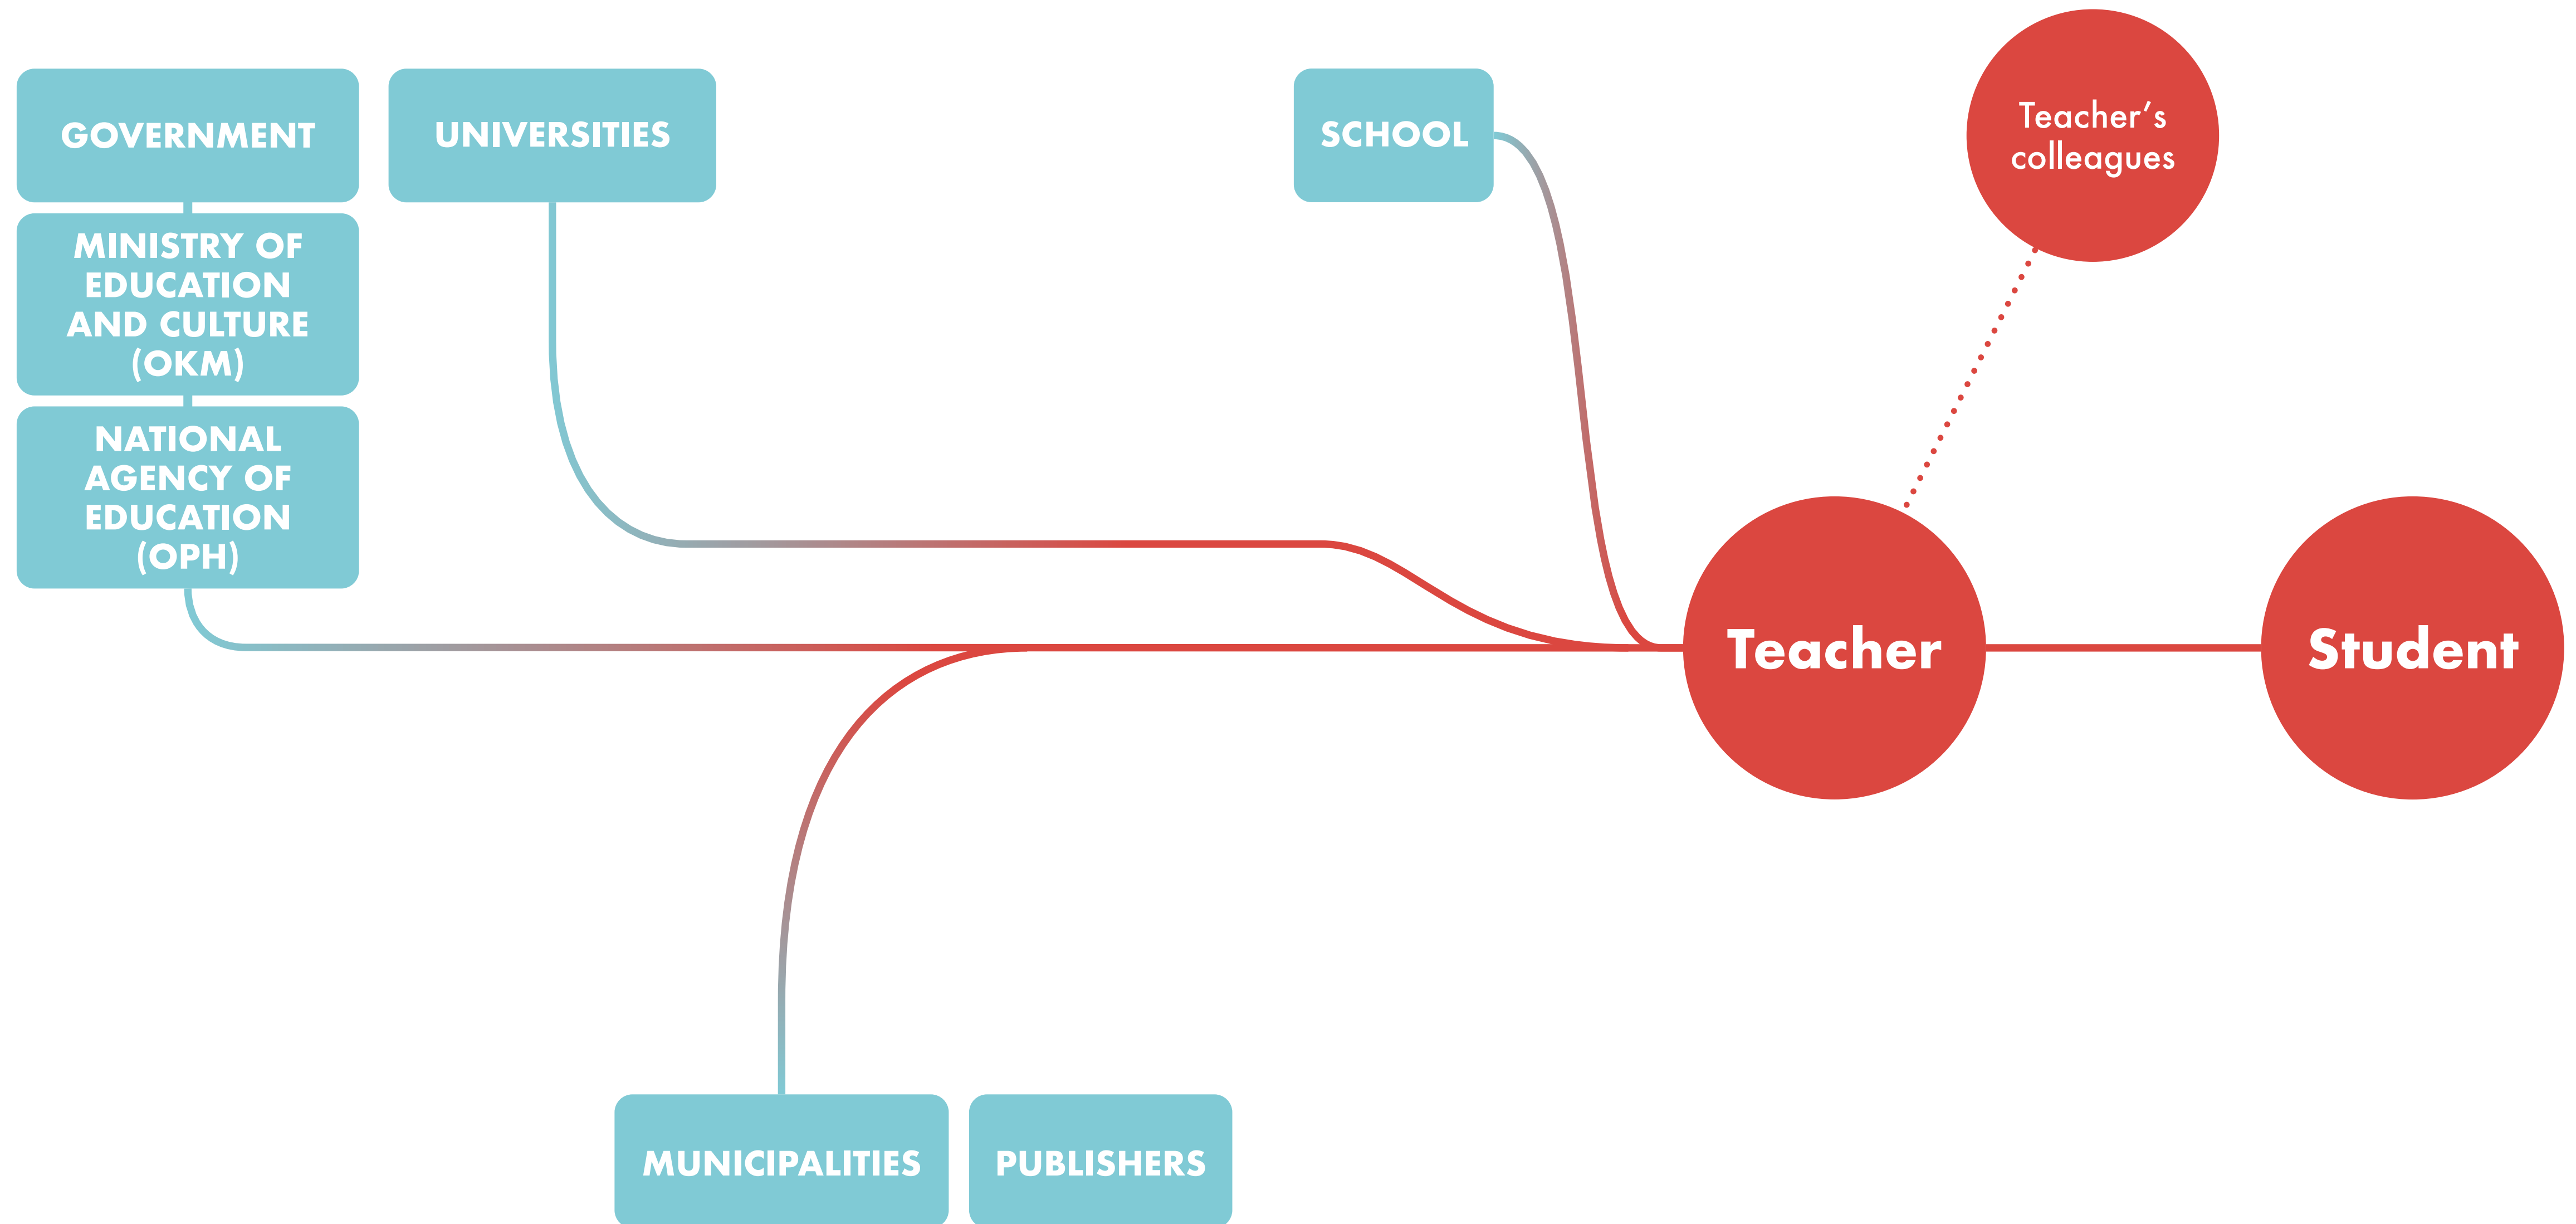 GOVERNMENT
MINISTRY OF
EDUCATION
AND CULTURE
(OKM)
NATIONAL
AGENCY OF
EDUCATION
(OPH)
UNIVERSITIES
SCHOOL
Teacher’s
colleagues
Teacher
Student
MUNICIPALITIES
PUBLISHERS